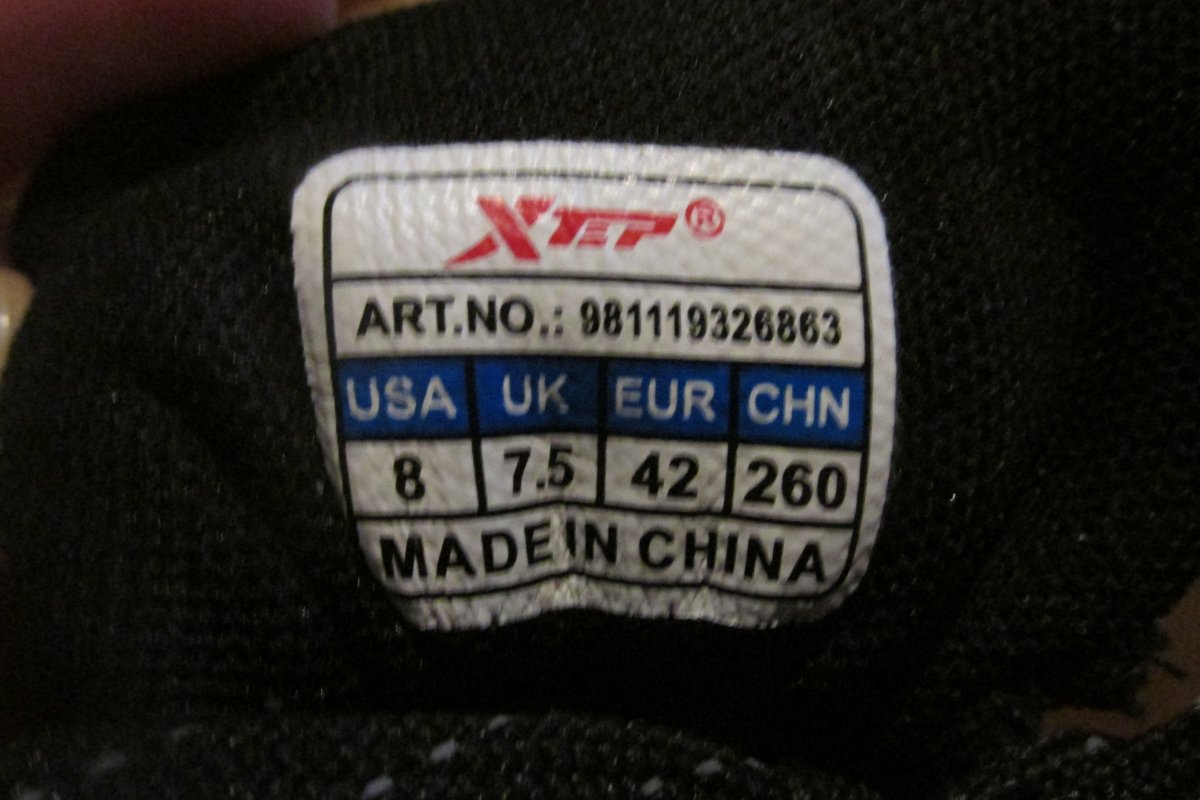 XTEP®
ART.NO.: 981119326863
USA UK EUR CHN
8 7.5 42 260
MADE IN CHINA